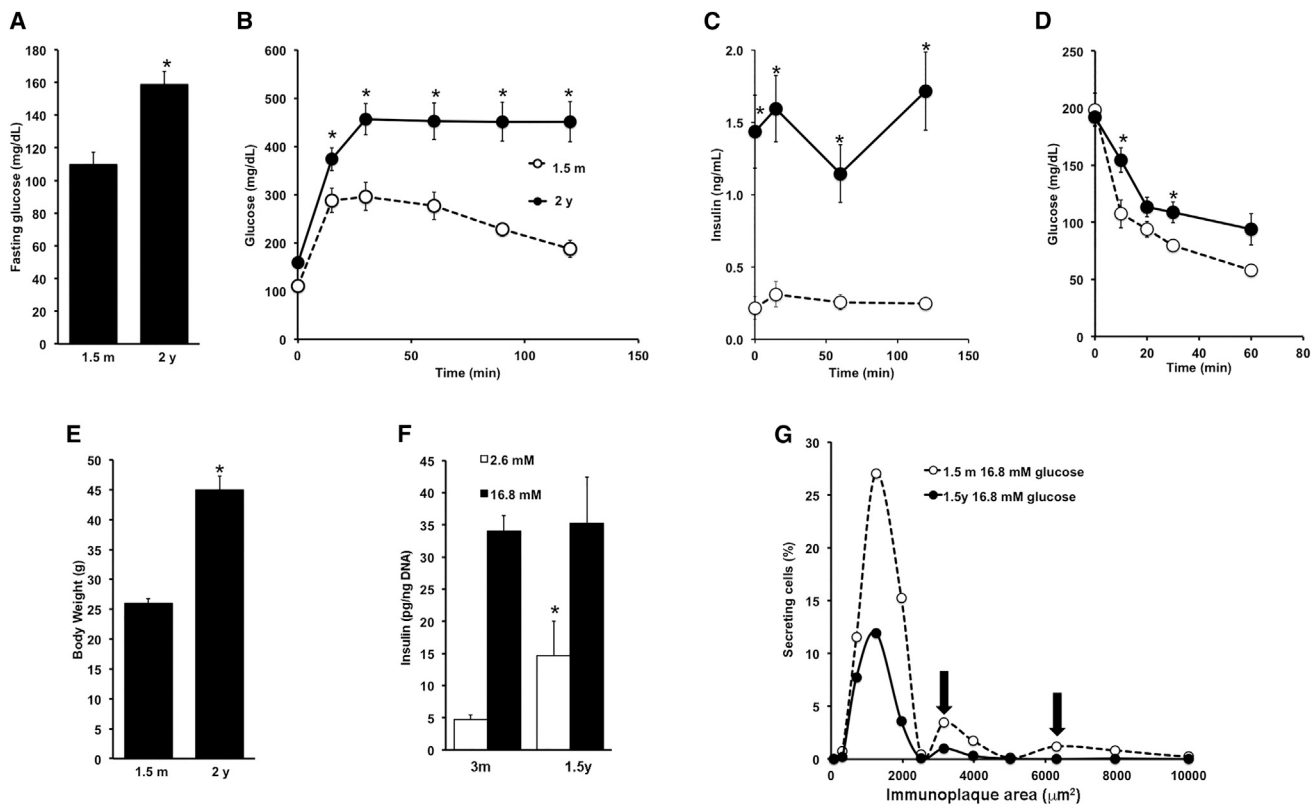 A
Fasting glucose (mg/dL)
180
160
140
120
100
80
60
40
20
0
*
1.5 m
2 y
B
Glucose (mg/dL)
600
500
400
300
200
100
0
* * * * *
1.5 m
2 y
0 50 100 150
Time (min)
C
Insulin (ng/mL)
2.0
1.5
1.0
0.5
0.0
* * * *
0 50 100 150
Time (min)
D
Glucose (mg/dL)
250
200
150
100
50
0
* *
0 20 40 60 80
Time (min)
E
Body Weight (g)
50
45
40
35
30
25
20
15
10
5
0
*
1.5 m
2 y
F
Insulin (pg/ng DNA)
2.6 mM
16.8 mM
45
40
35
30
25
20
15
10
5
0
*
3m
1.5y
G
Secreting cells (%)
30
25
20
15
10
5
0
1.5 m 16.8 mM glucose
1.5y 16.8 mM glucose
0 2000 4000 6000 8000 10000
Immunoplaque area (μm²)